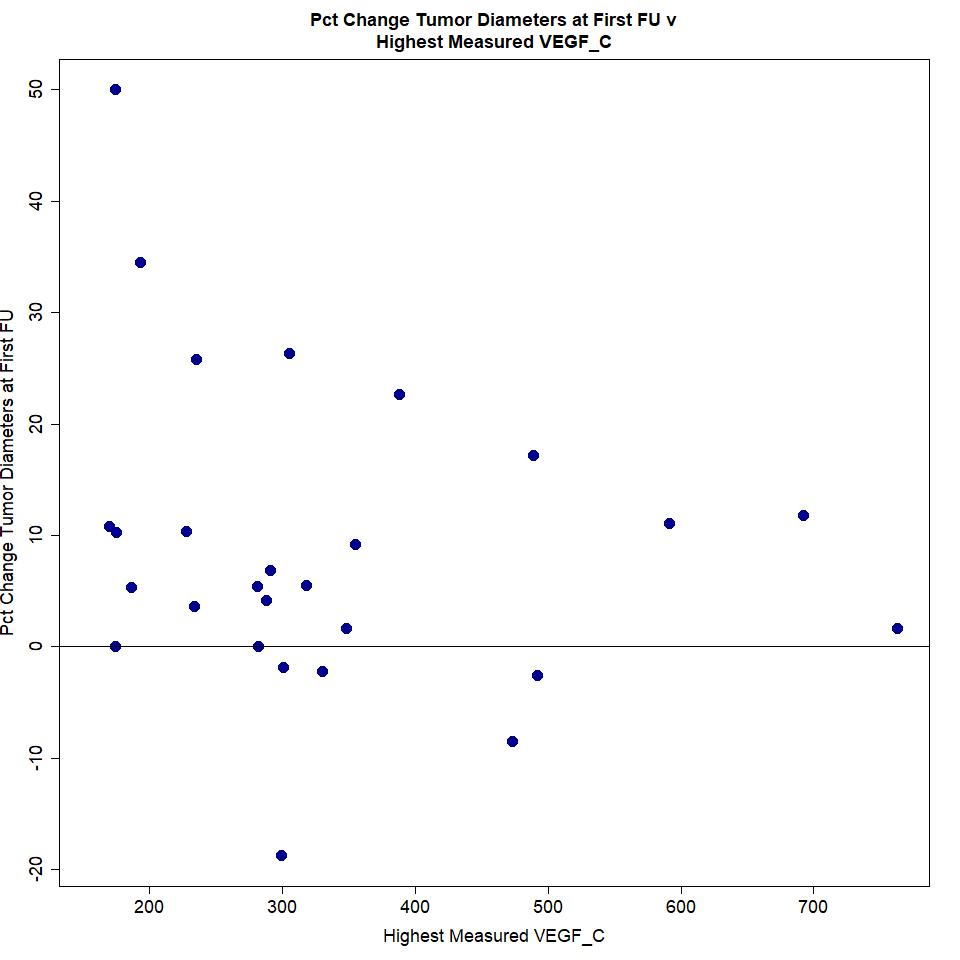 Pct Change Tumor Diameters at First FU v
Highest Measured VEGF_C
Pct Change Tumor Diameters at First FU
50
40
30
20
10
0
-10
-20
200 300 400 500 600 700
Highest Measured VEGF_C